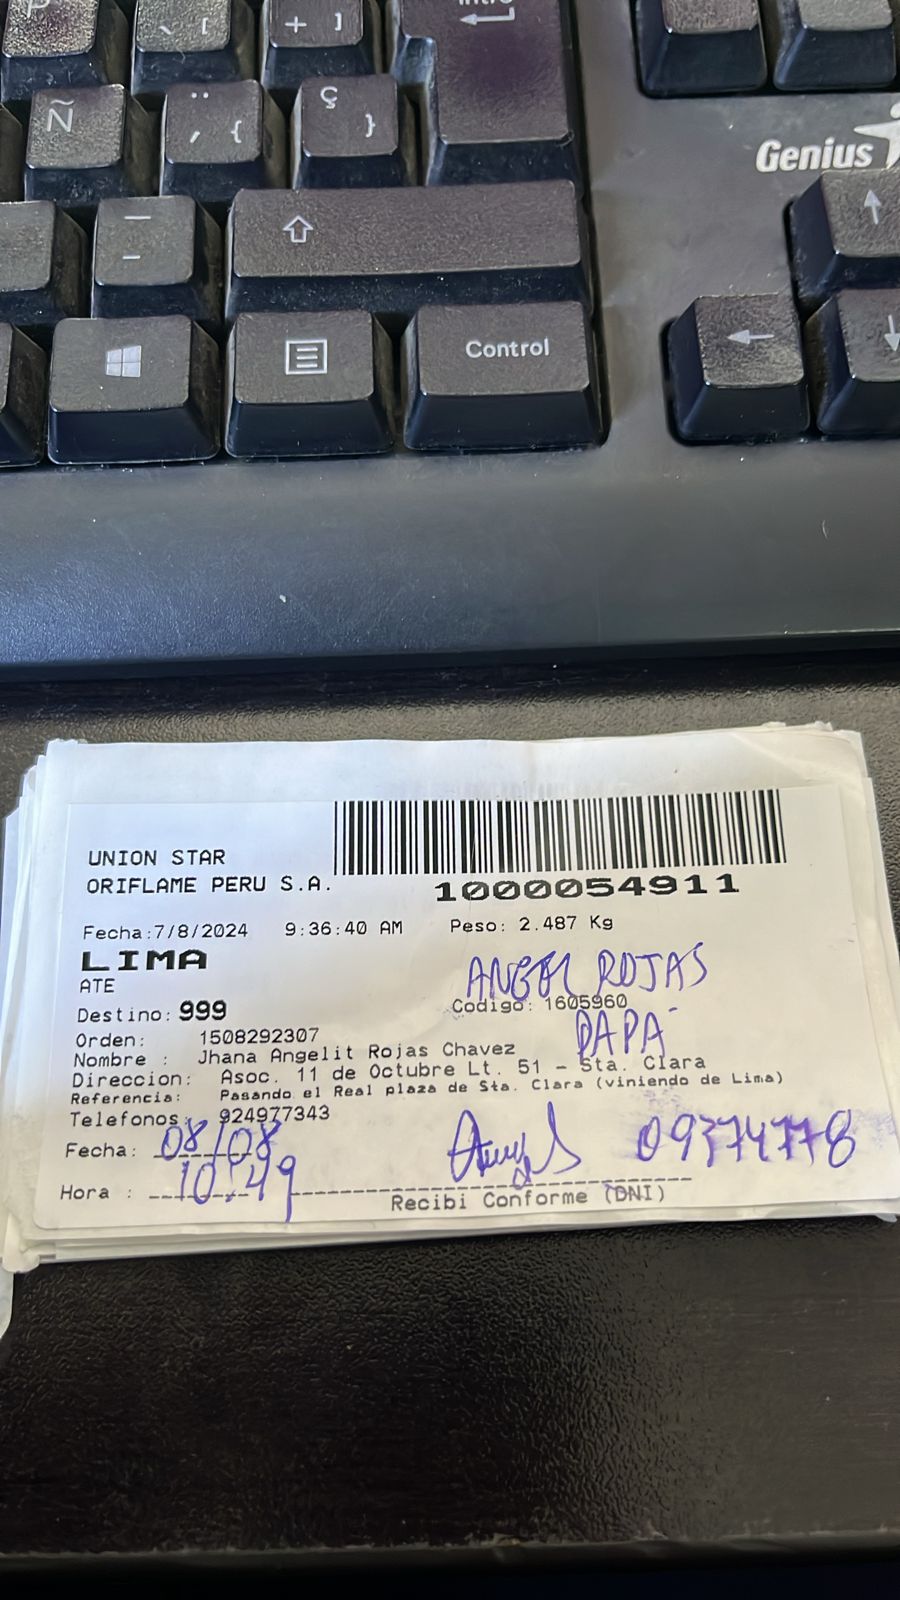 P
` [
+ ]
Intro
Ñ
¨
´ {
Ç
}
Genius
Control
UNION STAR
ORIFLAME PERU S.A.
1000054911
Fecha:7/8/2024 9:36:40 AM Peso: 2.487 Kg
LIMA
ATE
ANGEL ROJAS
Destino: 999
Codigo: 1605960
PAPÁ
Orden: 1508292307
Nombre : Jhana Angelit Rojas Chavez
Direccion: Asoc. 11 de Octubre Lt. 51 - Sta. Clara
Referencia: Pasando el Real plaza de Sta. Clara (viniendo de Lima)
Telefonos: 924977343
Fecha: 08/08
09374778
Hora : 10:49
Recibi Conforme (DNI)